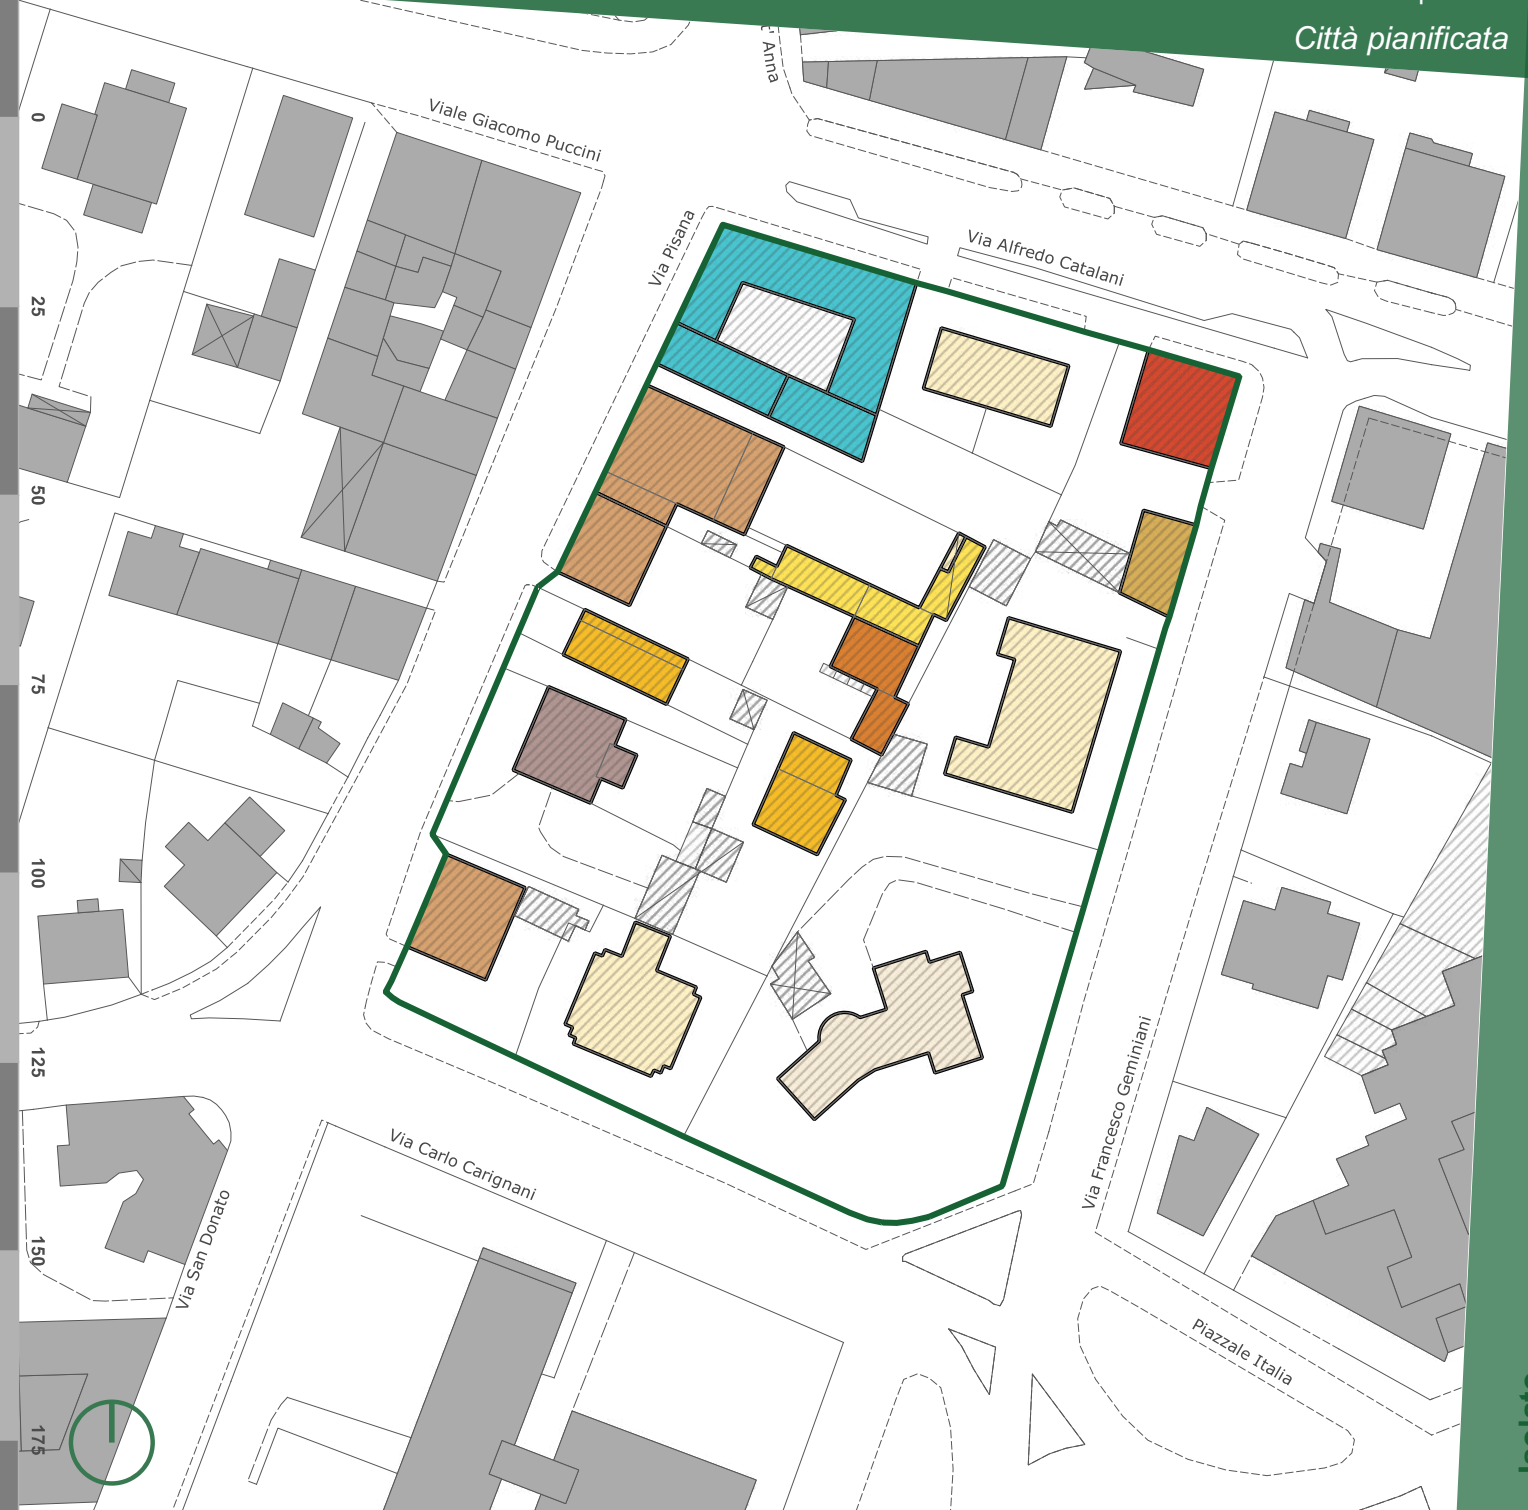 Città pianificata
t' Anna
Viale Giacomo Puccini
Via Pisana
Via Alfredo Catalani
0
25
50
75
100
125
150
175
Via Francesco Geminiani
Via Carlo Carignani
Via San Donato
Piazzale Italia